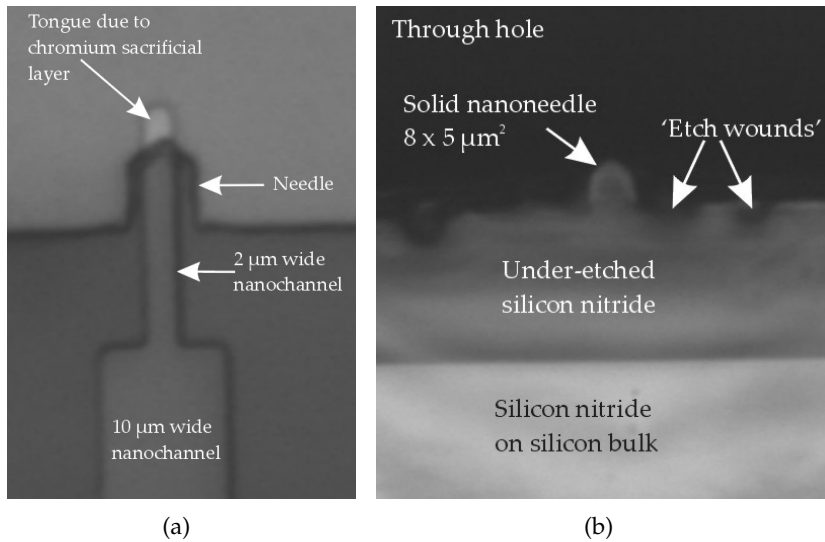 Tongue due to
chromium sacrificial
layer
Needle
2 µm wide
nanochannel
10 µm wide
nanochannel
(a)
Through hole
Solid nanoneedle
8 x 5 µm²
'Etch wounds'
Under-etched
silicon nitride
Silicon nitride
on silicon bulk
(b)